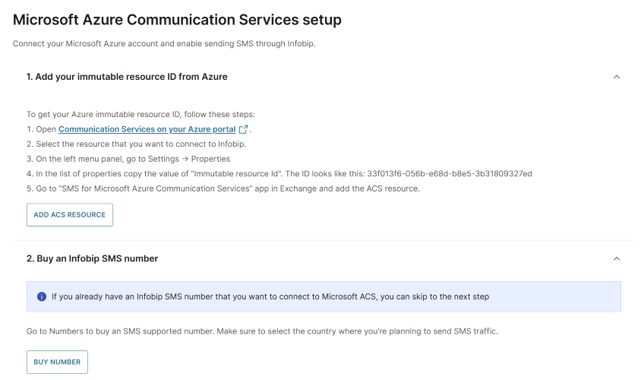 Microsoft Azure Communication Services setup
Connect your Microsoft Azure account and enable sending SMS through Infobip.
1. Add your immutable resource ID from Azure
To get your Azure immutable resource ID, follow these steps:
1. Open Communication Services on your Azure portal.
2. Select the resource that you want to connect to Infobip.
3. On the left menu panel, go to Settings → Properties
4. In the list of properties copy the value of "Immutable resource Id". The ID looks like this: 33f013f6-056b-e68d-b8e5-3b31809327ed
5. Go to "SMS for Microsoft Azure Communication Services" app in Exchange and add the ACS resource.
ADD ACS RESOURCE
2. Buy an Infobip SMS number
If you already have an Infobip SMS number that you want to connect to Microsoft ACS, you can skip to the next step
Go to Numbers to buy an SMS supported number. Make sure to select the country where you're planning to send SMS traffic.
BUY NUMBER